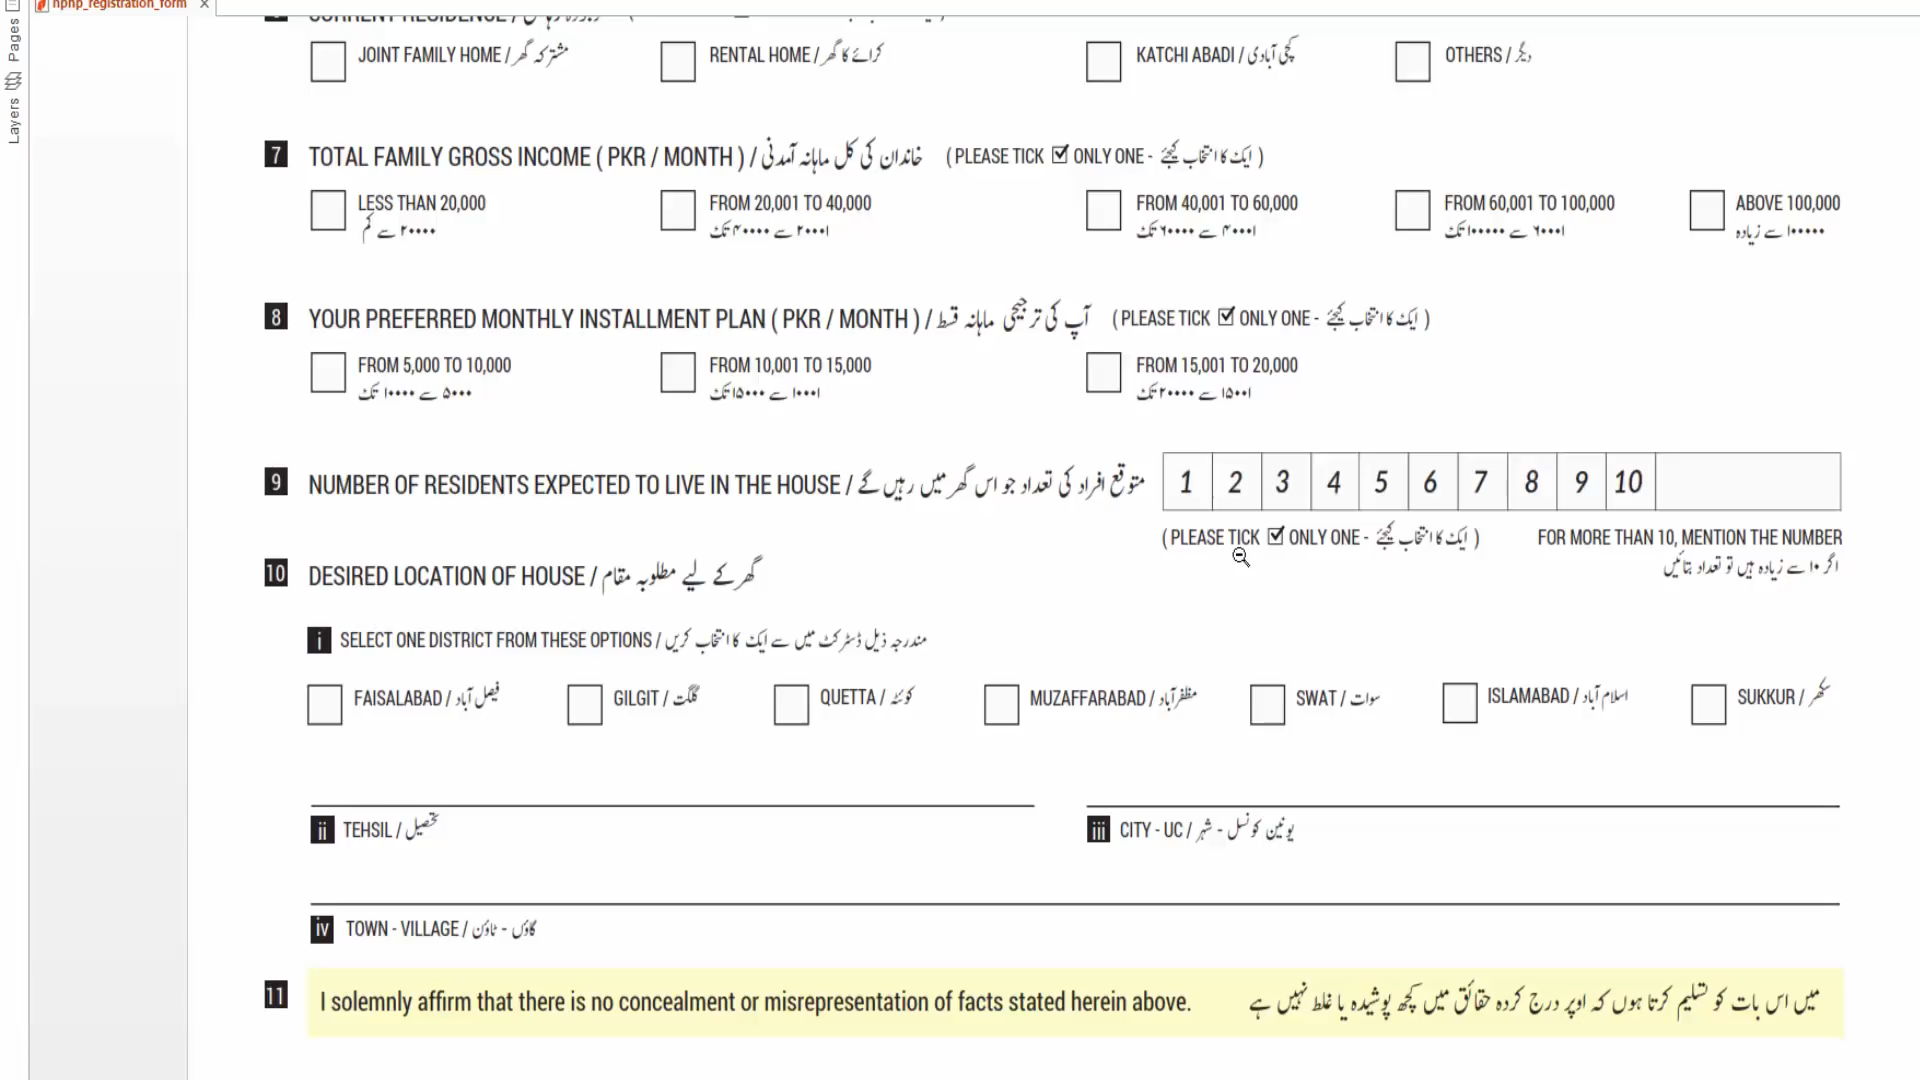 nphp_registration_form
Pages
Layers
CURRENT RESIDENCE /
JOINT FAMILY HOME / مشترکہ گھر
RENTAL HOME / کرائے کا گھر
KATCHI ABADI / کچی آبادی
OTHERS / دیگر
7 TOTAL FAMILY GROSS INCOME ( PKR / MONTH ) / خاندان کی کل ماہانہ آمدنی ( PLEASE TICK ☑ ONLY ONE - ایک کا انتخاب کیجئے )
LESS THAN 20,000
۲۰۰۰۰ سے کم
FROM 20,001 TO 40,000
۲۰۰۰۱ سے ۴۰۰۰۰ تک
FROM 40,001 TO 60,000
۴۰۰۰۱ سے ۶۰۰۰۰ تک
FROM 60,001 TO 100,000
۶۰۰۰۱ سے ۱۰۰۰۰۰ تک
ABOVE 100,000
۱۰۰۰۰۰ سے زیادہ
8 YOUR PREFERRED MONTHLY INSTALLMENT PLAN ( PKR / MONTH ) / آپ کی ترجیحی ماہانہ قسط ( PLEASE TICK ☑ ONLY ONE - ایک کا انتخاب کیجئے )
FROM 5,000 TO 10,000
۵۰۰۰ سے ۱۰۰۰۰ تک
FROM 10,001 TO 15,000
۱۰۰۰۱ سے ۱۵۰۰۰ تک
FROM 15,001 TO 20,000
۱۵۰۰۱ سے ۲۰۰۰۰ تک
9 NUMBER OF RESIDENTS EXPECTED TO LIVE IN THE HOUSE / متوقع افراد کی تعداد جو اس گھر میں رہیں گے 1 2 3 4 5 6 7 8 9 10
( PLEASE TICK ☑ ONLY ONE - ایک کا انتخاب کیجئے )
FOR MORE THAN 10, MENTION THE NUMBER
اگر ۱۰ سے زیادہ ہیں تو تعداد بتائیں
10 DESIRED LOCATION OF HOUSE / گھر کے لیے مطلوبہ مقام
i SELECT ONE DISTRICT FROM THESE OPTIONS / مندرجہ ذیل ڈسٹرکٹ میں سے ایک کا انتخاب کریں
FAISALABAD / فیصل آباد
GILGIT / گلگت
QUETTA / کوئٹہ
MUZAFFARABAD / مظفرآباد
SWAT / سوات
ISLAMABAD / اسلام آباد
SUKKUR / سکھر
ii TEHSIL / تحصیل
iii CITY - UC / یونین کونسل - شہر
iv TOWN - VILLAGE / گاؤں - ٹاؤن
11 I solemnly affirm that there is no concealment or misrepresentation of facts stated herein above. میں اس بات کو تسلیم کرتا ہوں کہ اوپر درج کردہ حقائق میں کچھ پوشیدہ یا غلط نہیں ہے